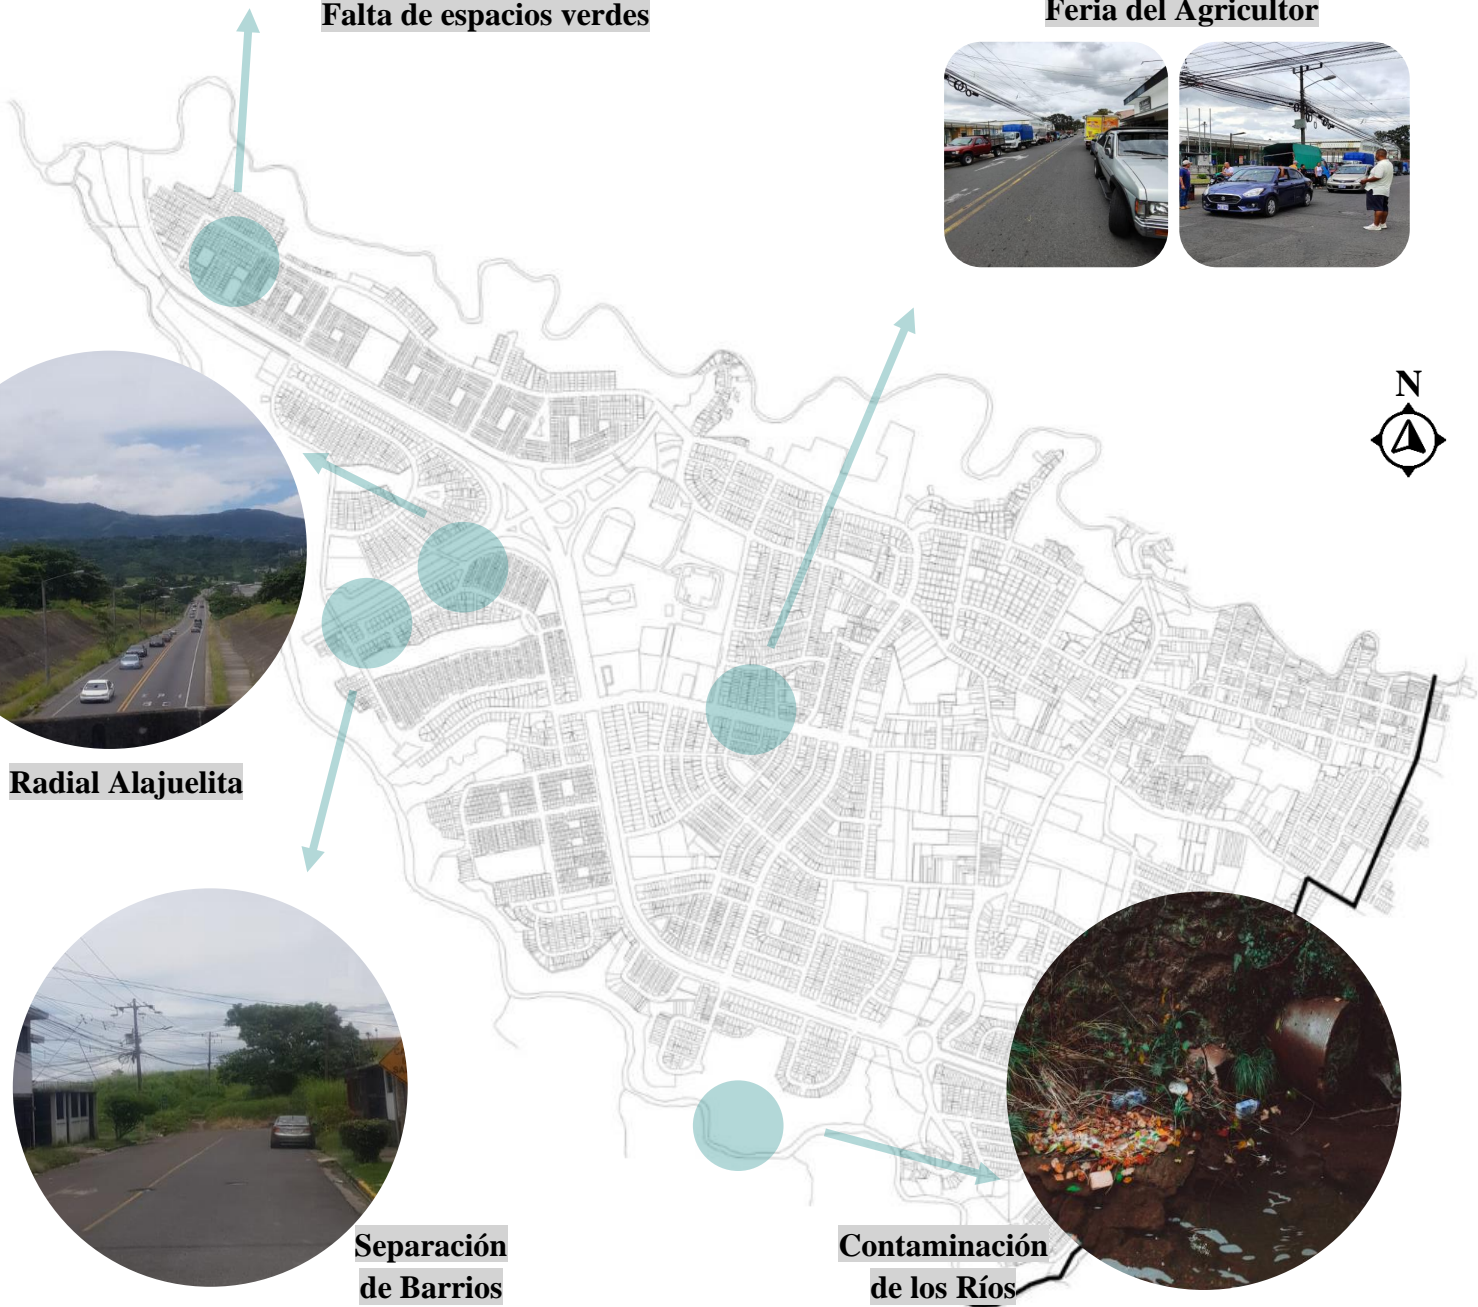 Falta de espacios verdes
Feria del Agricultor
N
Radial Alajuelita
Separación
de Barrios
Contaminación
de los Ríos